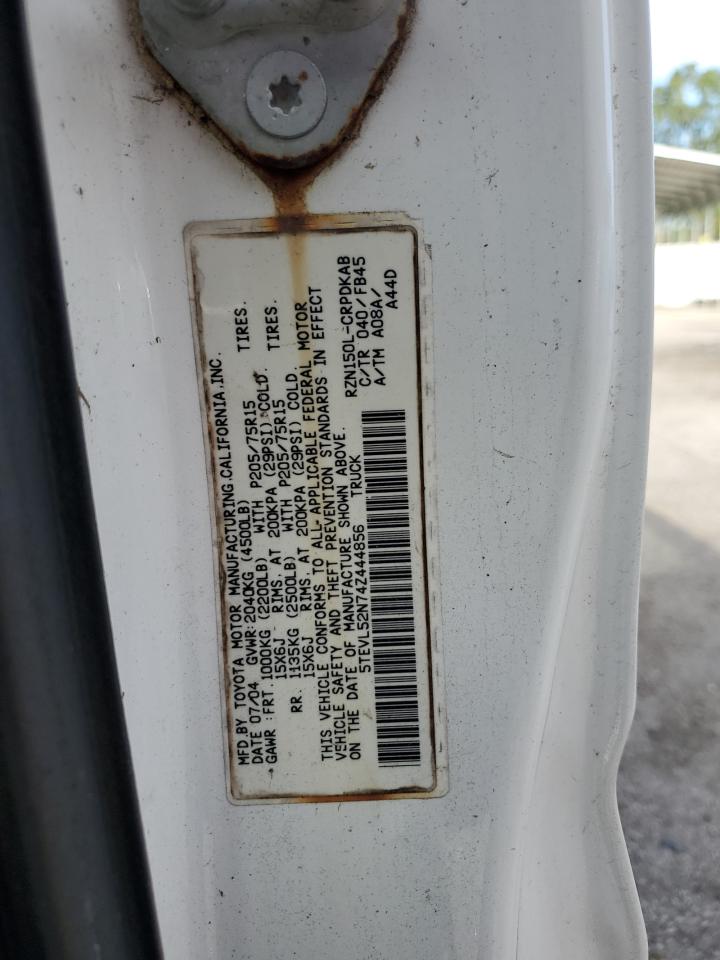 MFD.BY TOYOTA MOTOR MANUFACTURING.CALIFORNIA.INC.
DATE 07/04 GVWR:2040KG (4500LB)
GAWR :FRT.1000KG (2200LB) WITH P205/75R15 TIRES.
15X6J RIMS. AT 200KPA (29PSI) COLD.
RR. 1135KG (2500LB) WITH P205/75R15 TIRES.
15X6J RIMS. AT 200KPA (29PSI) COLD.
THIS VEHICLE CONFORMS TO ALL APPLICABLE FEDERAL MOTOR
VEHICLE SAFETY AND THEFT PREVENTION STANDARDS IN EFFECT
ON THE DATE OF MANUFACTURE SHOWN ABOVE.
5TEVL52N74Z444856 TRUCK
RZN150L-CRPDKAB
C/TR 040/FB45
A/TM A08A/
A44D